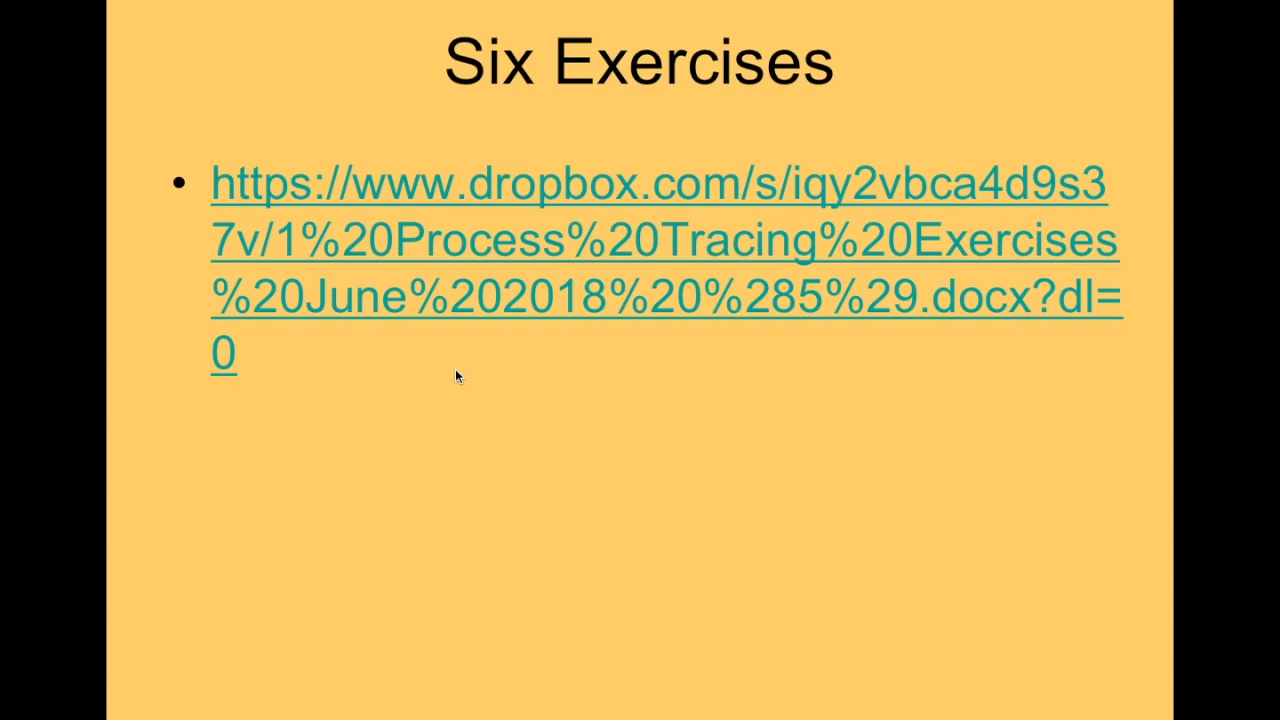 Six Exercises
• https://www.dropbox.com/s/iqy2vbca4d9s3
7v/1%20Process%20Tracing%20Exercises
%20June%202018%20%285%29.docx?dl=
0